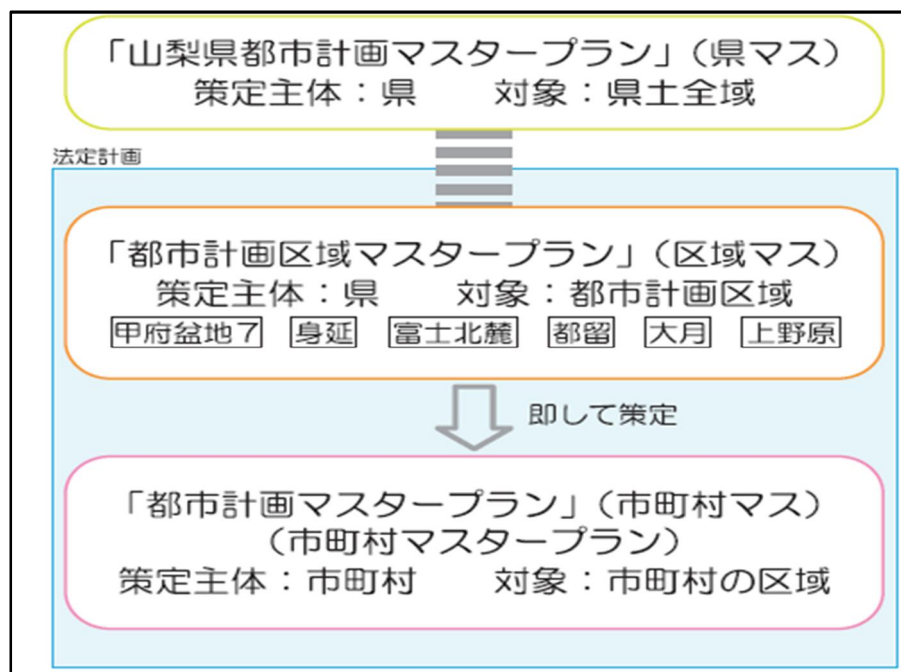 「山梨県都市計画マスタープラン」（県マス）
策定主体：県　　対象：県土全域
法定計画
「都市計画区域マスタープラン」（区域マス）
策定主体：県　　対象：都市計画区域
甲府盆地７　身延　富士北麓　都留　大月　上野原
即して策定
「都市計画マスタープラン」（市町村マス）
（市町村マスタープラン）
策定主体：市町村　　対象：市町村の区域